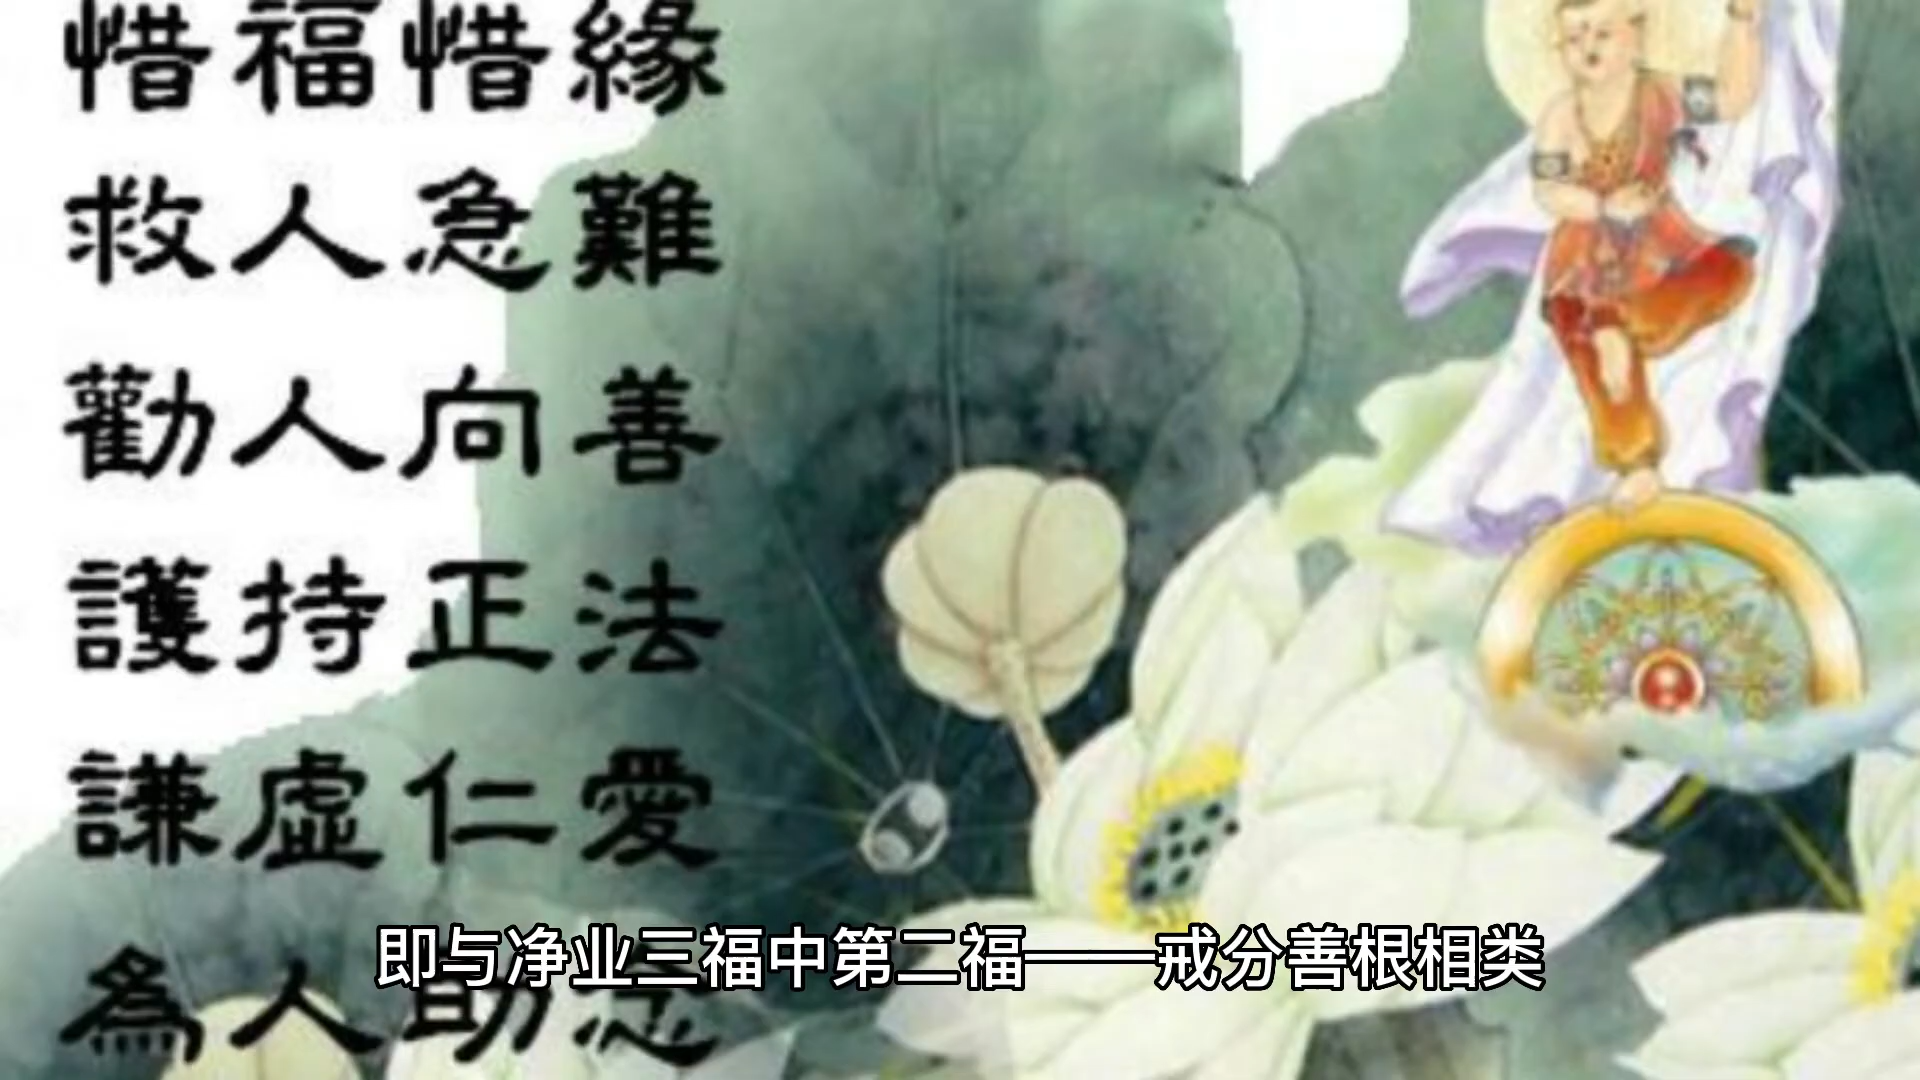 惜福惜緣
救人急難
勸人向善
護持正法
謙虛仁愛
為人助念
即与净业三福中第二福——戒分善根相类